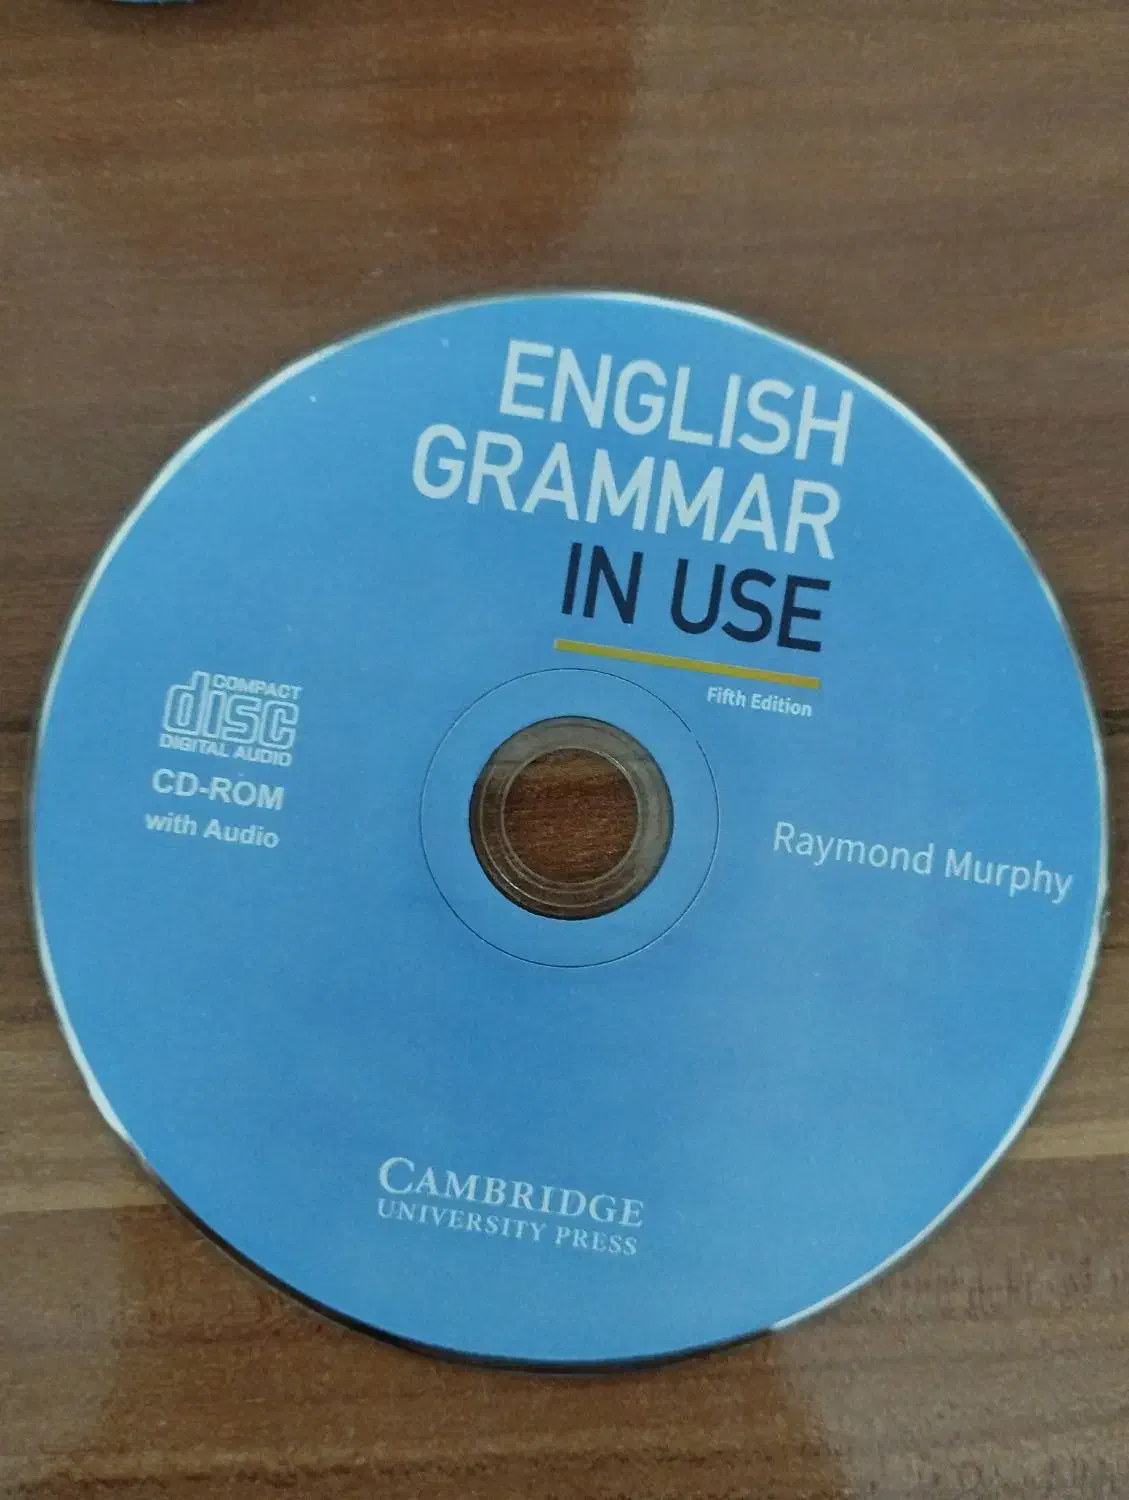 ENGLISH
GRAMMAR
IN USE
Fifth Edition
COMPACT
disc
DIGITAL AUDIO
CD-ROM
with Audio
Raymond Murphy
CAMBRIDGE
UNIVERSITY PRESS